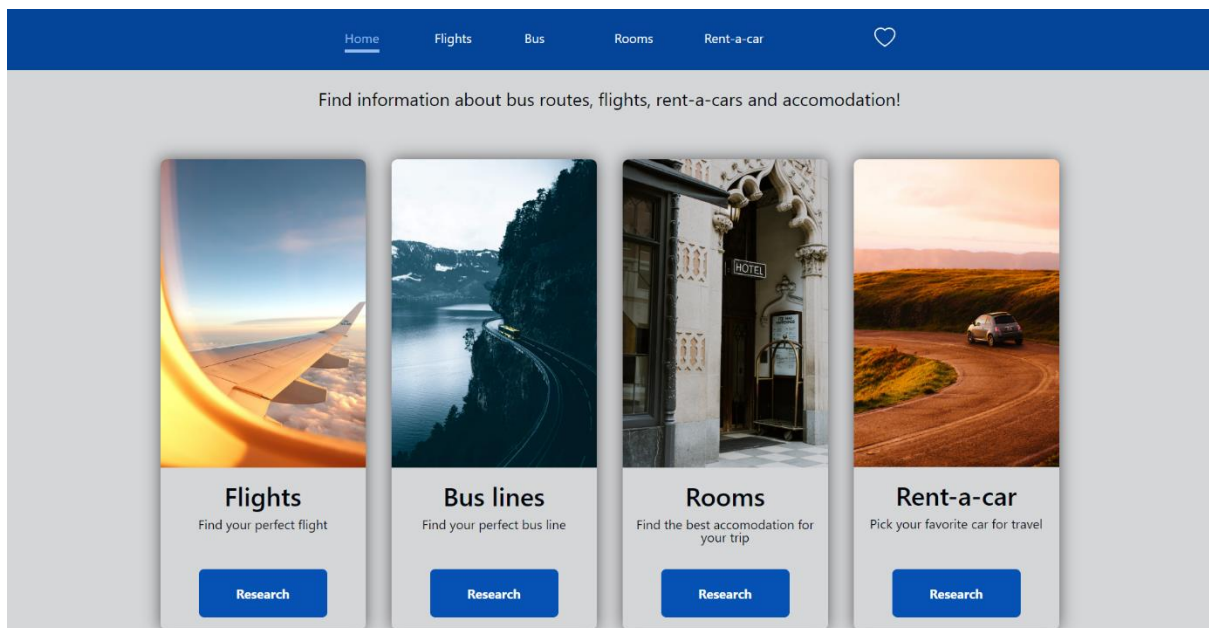 Home Flights Bus Rooms Rent-a-car
Find information about bus routes, flights, rent-a-cars and accomodation!
HOTEL
Flights
Find your perfect flight
Research
Bus lines
Find your perfect bus line
Research
Rooms
Find the best accomodation for
your trip
Research
Rent-a-car
Pick your favorite car for travel
Research